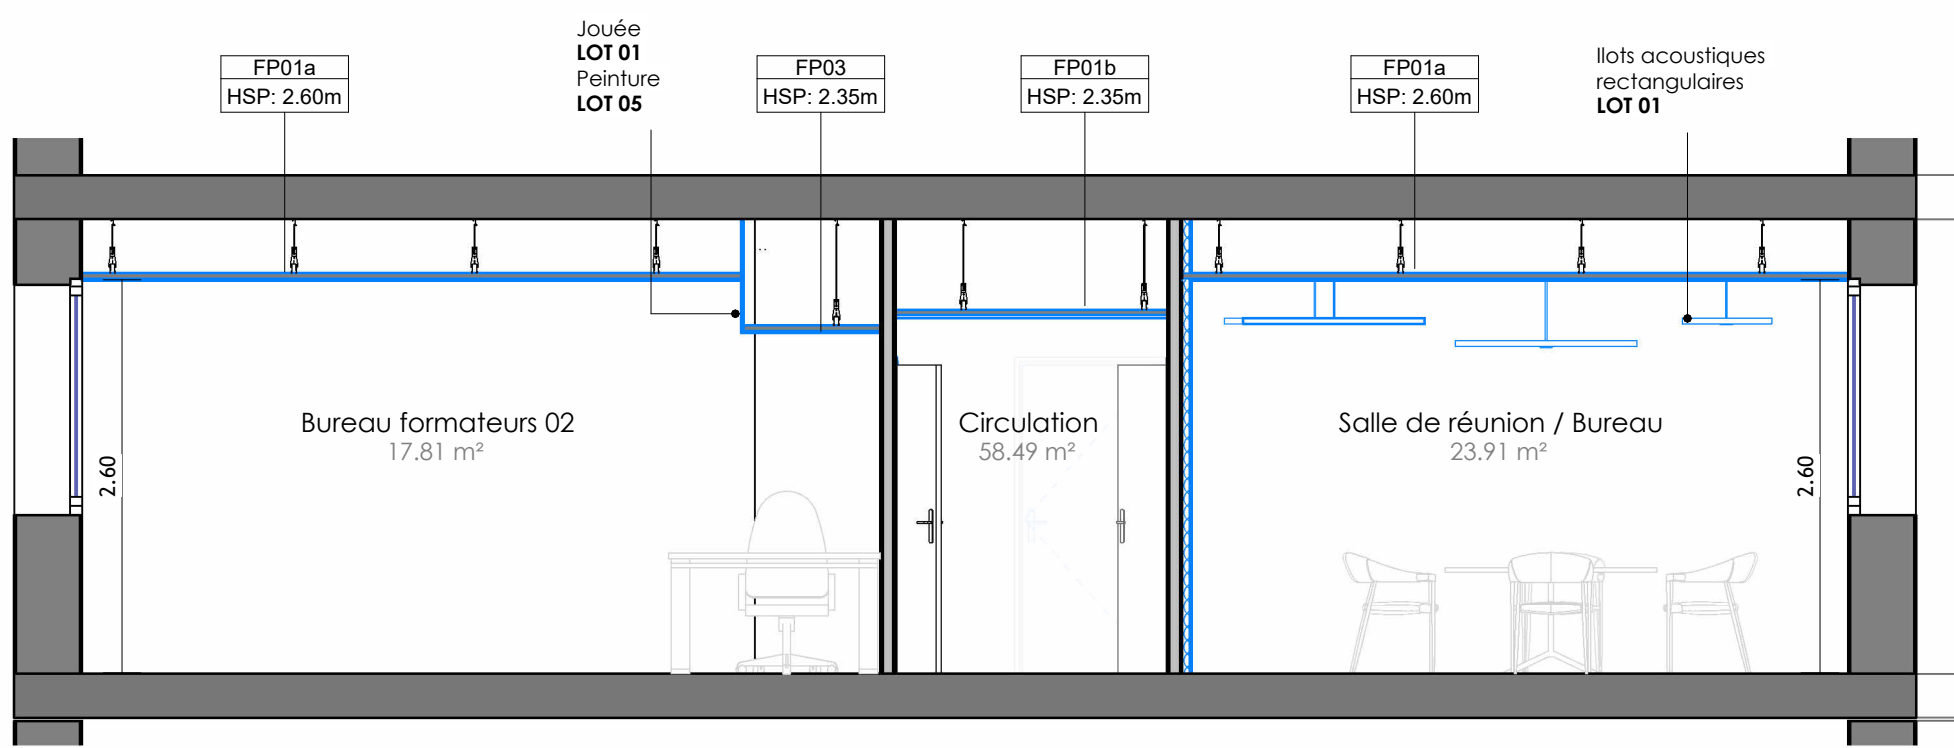 Jouée
LOT 01
Peinture
LOT 05
FP01a
HSP: 2.60m
FP03
HSP: 2.35m
FP01b
HSP: 2.35m
FP01a
HSP: 2.60m
Ilots acoustiques
rectangulaires
LOT 01
Bureau formateurs 02
17.81 m²
Circulation
58.49 m²
Salle de réunion / Bureau
23.91 m²
2.60
2.60